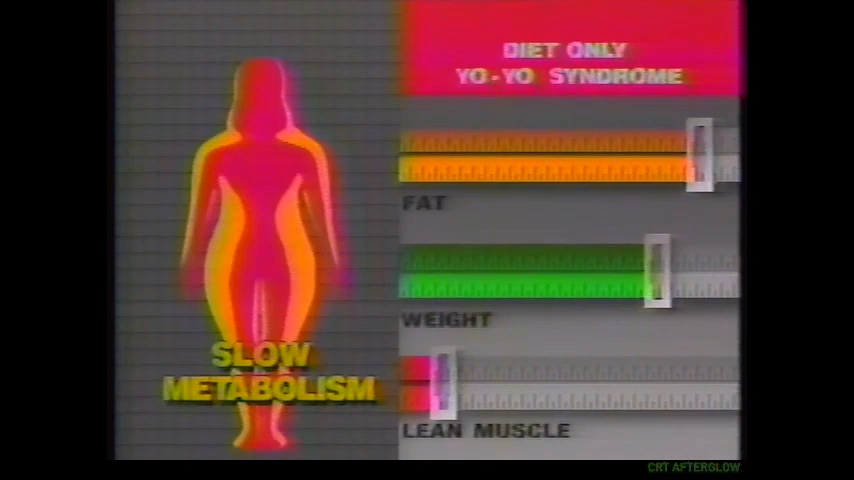 DIET ONLY
YO-YO SYNDROME
FAT
WEIGHT
SLOW
METABOLISM
LEAN MUSCLE
CRT AFTERGLOW